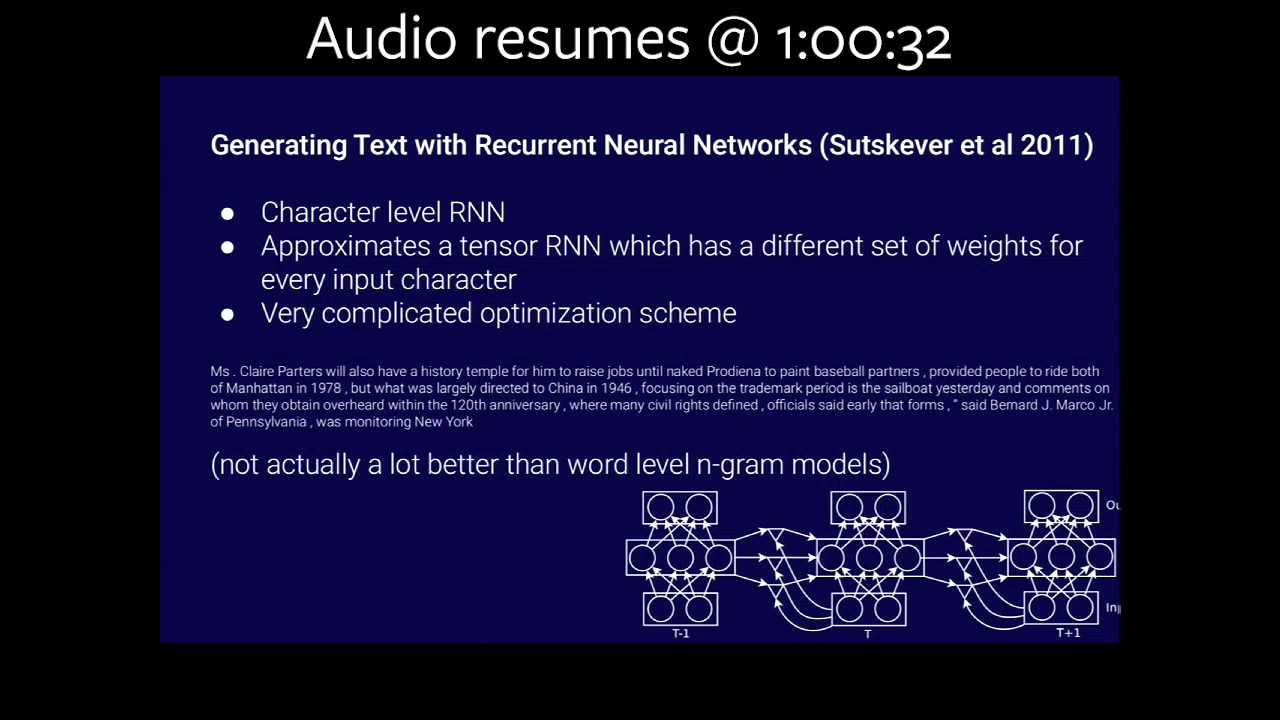 Audio resumes @ 1:00:32
Generating Text with Recurrent Neural Networks (Sutskever et al 2011)
● Character level RNN
● Approximates a tensor RNN which has a different set of weights for
every input character
● Very complicated optimization scheme
Ms . Claire Parters will also have a history temple for him to raise jobs until naked Prodiena to paint baseball partners , provided people to ride both
of Manhattan in 1978 , but what was largely directed to China in 1946 , focusing on the trademark period is the sailboat yesterday and comments on
whom they obtain overheard within the 120th anniversary , where many civil rights defined , officials said early that forms , ” said Bernard J. Marco Jr.
of Pennsylvania , was monitoring New York
(not actually a lot better than word level n-gram models)
Ou
In
T-1 T T+1